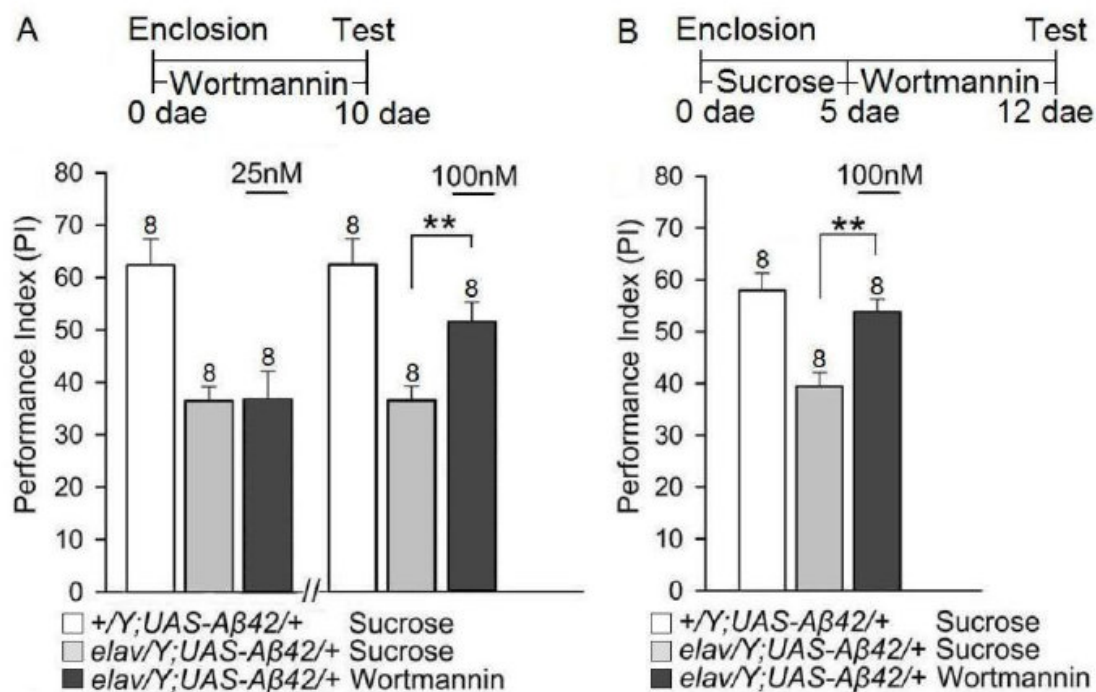 A
Enclosion Test
Wortmannin
0 dae 10 dae
25nM 100nM
Performance Index (PI)
80
70
60
50
40
30
20
10
0
8 8 8 8 8 8
**
//
+/Y;UAS-Aβ42/+ Sucrose
elav/Y;UAS-Aβ42/+ Sucrose
elav/Y;UAS-Aβ42/+ Wortmannin
B
Enclosion Test
Sucrose Wortmannin
0 dae 5 dae 12 dae
100nM
Performance Index (PI)
80
70
60
50
40
30
20
10
0
8 8 8
**
+/Y;UAS-Aβ42/+ Sucrose
elav/Y;UAS-Aβ42/+ Sucrose
elav/Y;UAS-Aβ42/+ Wortmannin